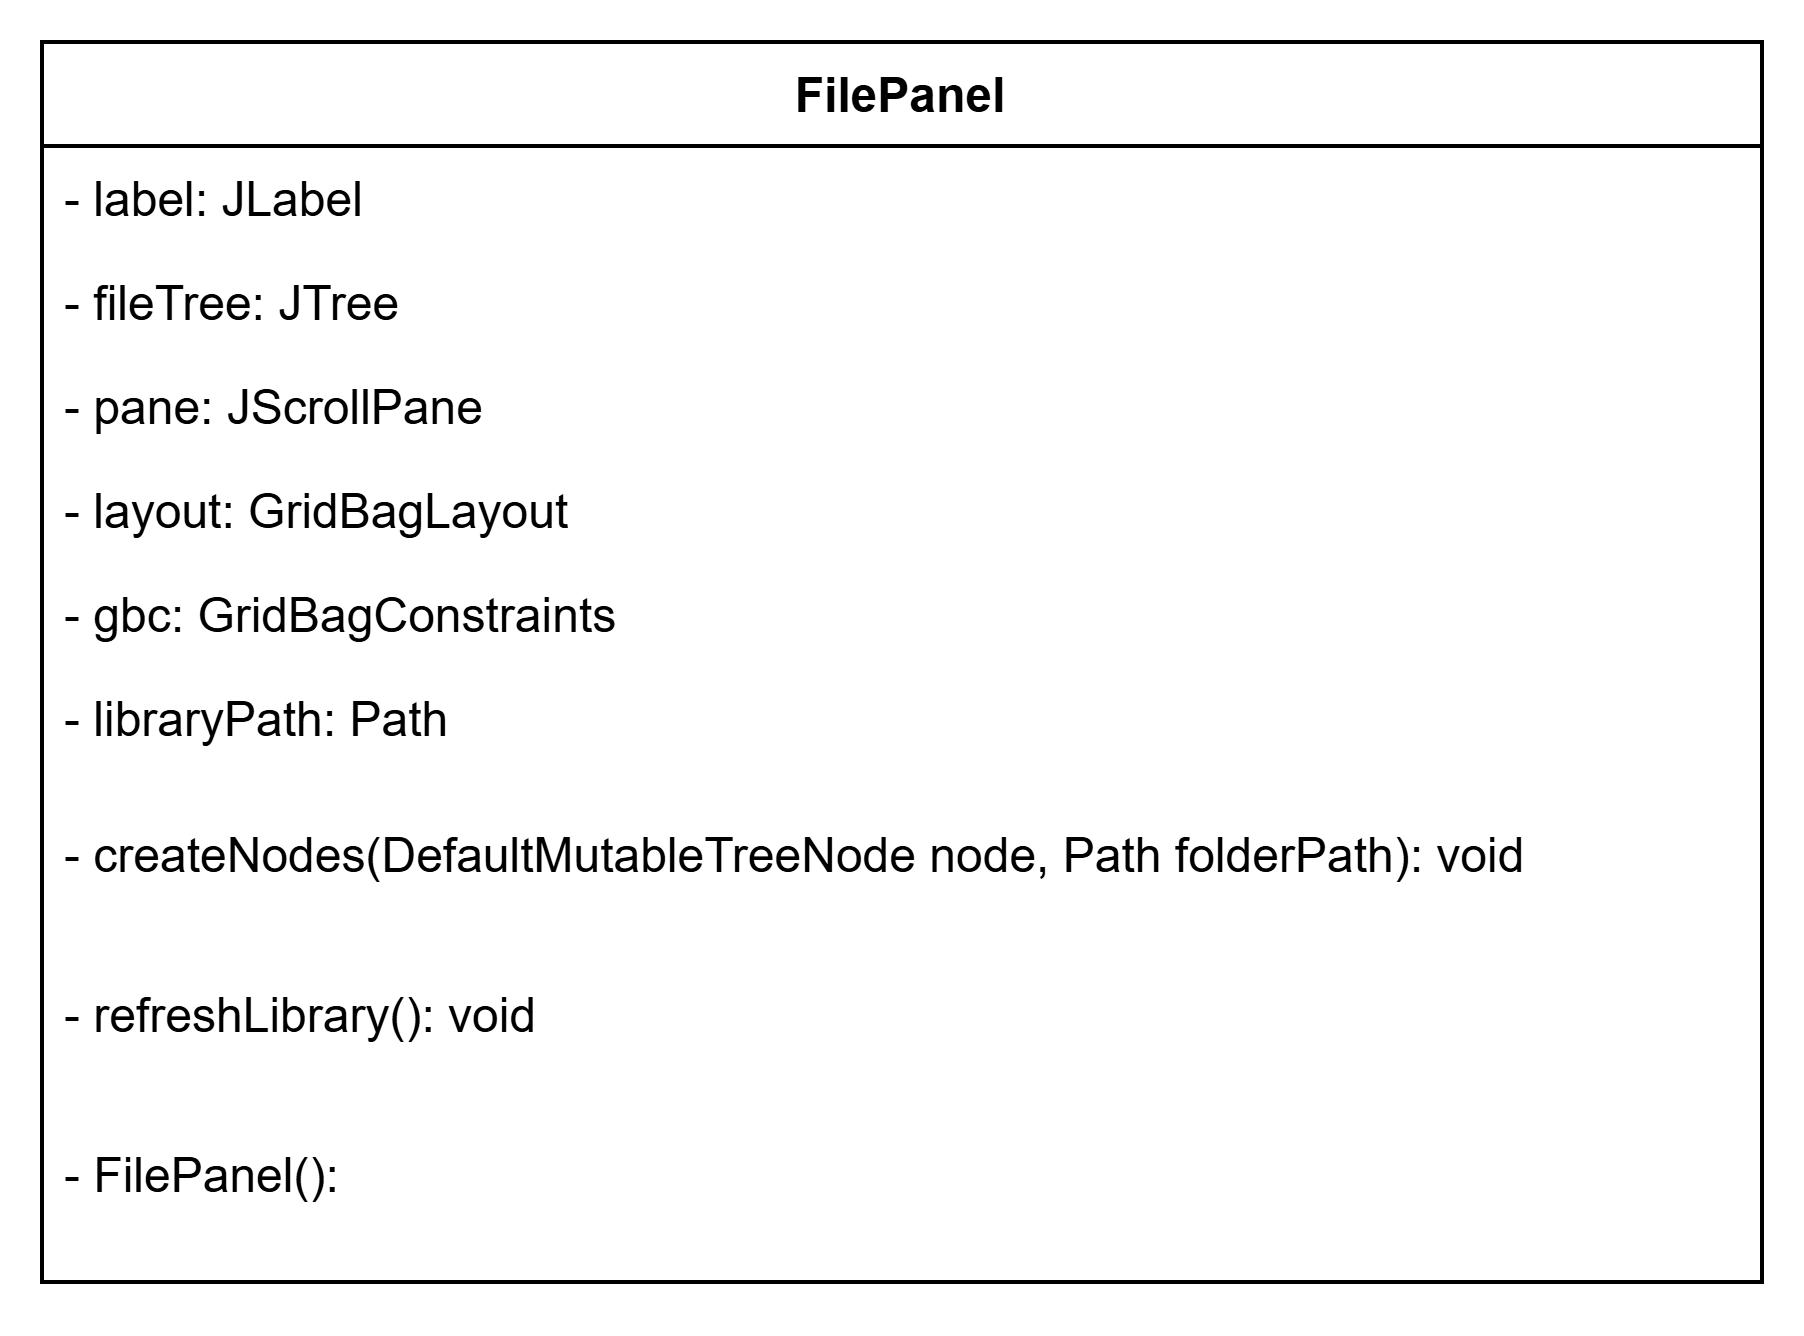 FilePanel
- label: JLabel
- fileTree: JTree
- pane: JScrollPane
- layout: GridBagLayout
- gbc: GridBagConstraints
- libraryPath: Path
- createNodes(DefaultMutableTreeNode node, Path folderPath): void
- refreshLibrary(): void
- FilePanel():